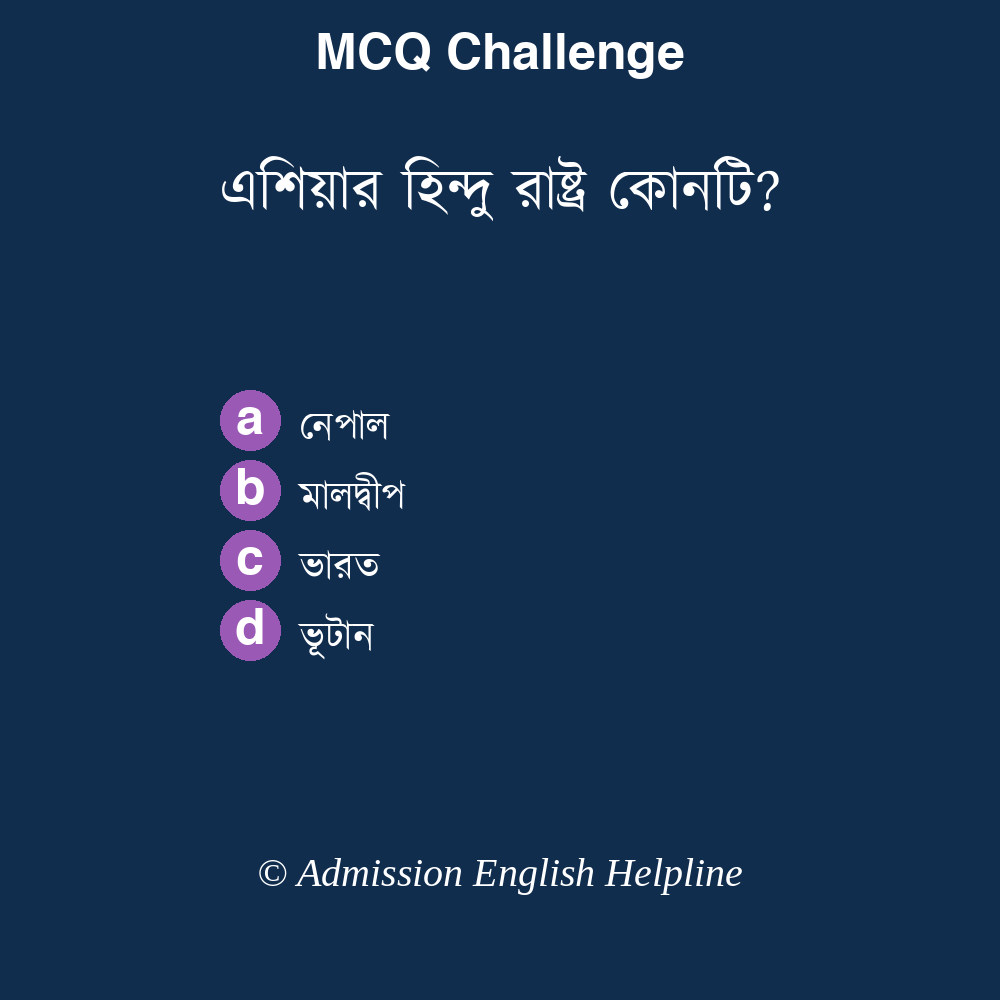 MCQ Challenge
এশিয়ার হিন্দু রাষ্ট্র কোনটি?
a নেপাল
b মালদ্বীপ
c ভারত
d ভূটান
© Admission English Helpline